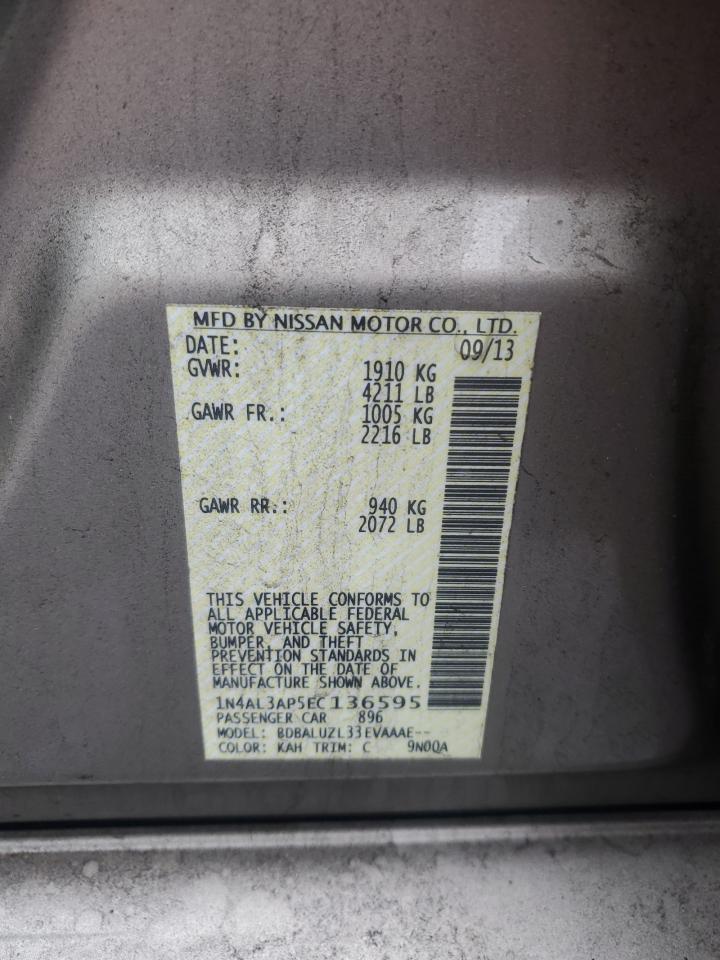 MFD BY NISSAN MOTOR CO., LTD.
DATE: 09/13
GVWR: 1910 KG
4211 LB
GAWR FR.: 1005 KG
2216 LB
GAWR RR.: 940 KG
2072 LB
THIS VEHICLE CONFORMS TO
ALL APPLICABLE FEDERAL
MOTOR VEHICLE SAFETY,
BUMPER, AND THEFT
PREVENTION STANDARDS IN
EFFECT ON THE DATE OF
MANUFACTURE SHOWN ABOVE.
1N4AL3AP5EC136595
PASSENGER CAR 896
MODEL: BDBALUZL33EVAAAE--
COLOR: KAH TRIM: C 9N0QA